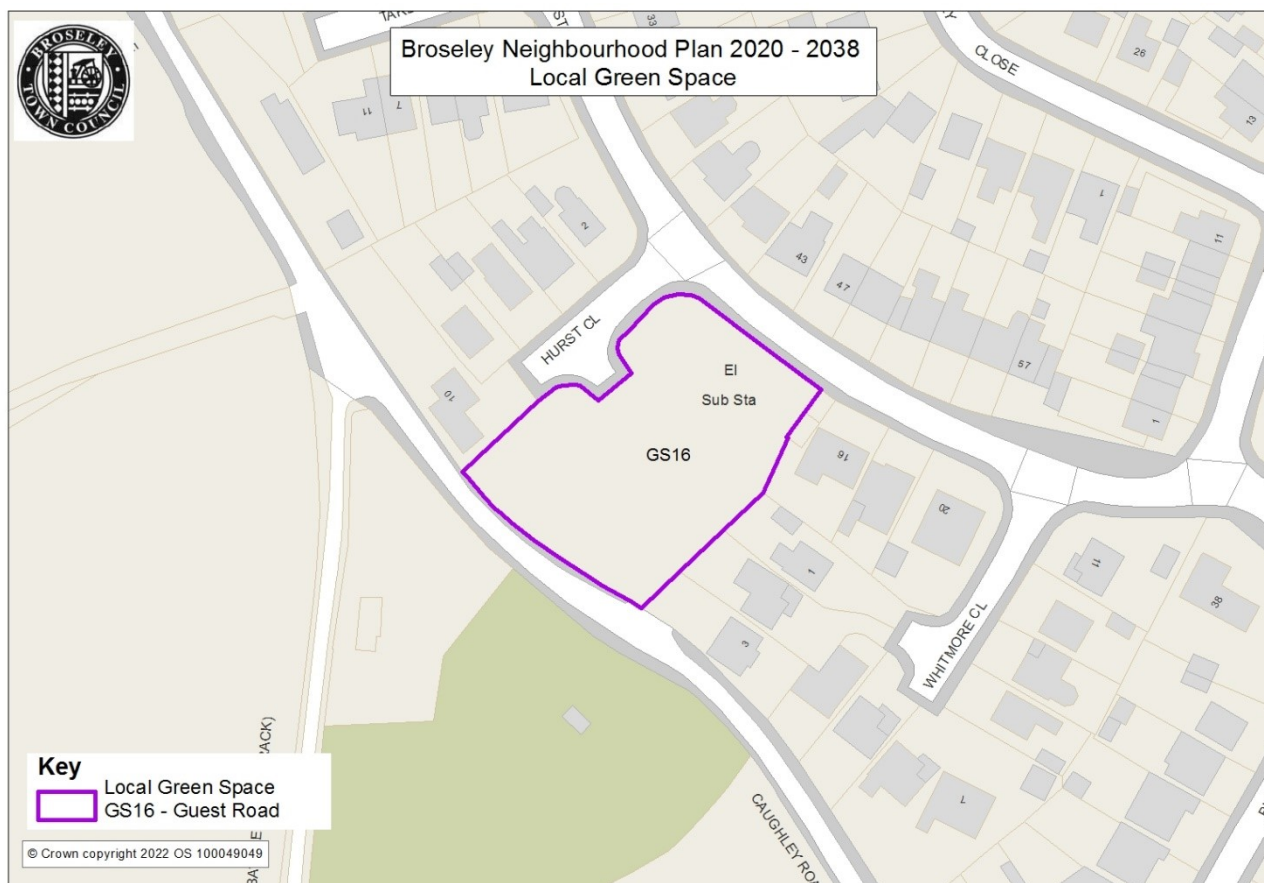 BROSELEY
TOWN COUNCIL
Broseley Neighbourhood Plan 2020 - 2038
Local Green Space
33
CLOSE
26
13
11
7
2
43
47
1
11
57
1
HURST CL
10
El
Sub Sta
GS16
16
20
1
3
WHITMORE CL
11
38
1
CAUGHLEY
Key
Local Green Space
GS16 - Guest Road
© Crown copyright 2022 OS 100049049